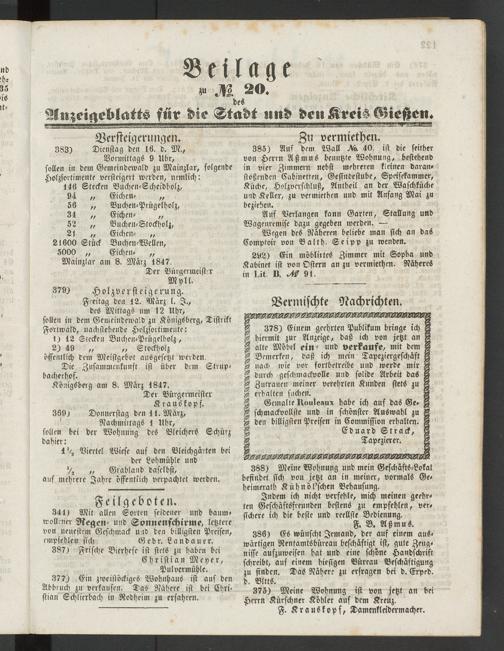 Beilage
zu № 20.
des
Anzeigeblatts für die Stadt und den Kreis Gießen.
Versteigerungen.
383) Dienstag den 16. d. M.,
Vormittags 9 Uhr,
sollen in dem Gemeindewald zu Mainzlar, folgende
Holzsortimente versteigert werden, nemlich:
146 Stecken Buchen-Scheidholz,
94 „ Eichen- „
56 „ Buchen-Prügelholz,
34 „ Eichen- „
52 „ Buchen-Stockholz,
21 „ Eichen- „
21600 Stück Buchen-Wellen,
5000 „ Eichen- „
Mainzlar am 8. März 1847.
Der Bürgermeister
Moll.
379) Holzversteigerung.
Freitag den 12. März l. J.,
des Mittags um 12 Uhr,
sollen in dem Gemeindewald zu Königsberg, Distrikt
Fortwald, nachstehende Holzsortimente:
1) 12 Stecken Buchen-Prügelholz,
2) 49 „ „ Stockholz
öffentlich dem Meistgebot ausgesetzt werden.
Die Zusammenkunft ist über dem Strup-
bacherhof.
Königsberg am 8. März 1847.
Der Bürgermeister
Krauskopf.
369) Donnerstag den 11. März,
Nachmittags 1 Uhr,
sollen bei der Wohnung des Bleichers Schürg
dahier:
1¼ Viertel Wiese auf den Bleichgärten bei
der Lohmühle und
½ „ Grabland daselbst,
auf mehrere Jahre öffentlich verpachtet werden.
Feilgeboten.
344) Mit allen Sorten seidener und baum-
wollener Regen- und Sonnenschirme, letztere
von neuestem Geschmack und den billigsten Preisen,
empfehlen sich Gebr. Landauer.
387) Frische Bierhefe ist stets zu haben bei
Christian Meyer,
Pulvermühle.
377) Ein zweistöckiges Wohnhaus ist auf den
Abbruch zu verkaufen. Das Nähere ist bei Chri-
stian Schlierbach in Rodheim zu erfahren.
Zu vermiethen.
385) Auf dem Wall № 40, ist die seither
von Herrn Aßmus benutzte Wohnung, bestehend
in vier Zimmern nebst mehreren kleinen daran-
stoßenden Cabinetten, Gesindestube, Speisekammer,
Küche, Holzverschluß, Antheil an der Waschküche
und Keller, zu vermiethen und mit Anfang Mai zu
beziehen.
Auf Verlangen kann Garten, Stallung und
Wagenremise dazu gegeben werden. —
Wegen des Näheren beliebe man sich an das
Comptoir von Balth. Seipp zu wenden.
292) Ein möblirtes Zimmer mit Sopha und
Kabinet ist von Ostern an zu vermiethen. Näheres
in Lit. B. № 91.
Vermischte Nachrichten.
378) Einem geehrten Publikum bringe ich
hiermit zur Anzeige, daß ich von jetzt an
alte Möbel ein- und verkaufe, mit dem
Bemerken, daß ich mein Tapeziergeschäft
nach wie vor fortbetreibe und werde mir
durch geschmackvolle und solide Arbeit das
Zutrauen meiner verehrten Kunden stets zu
erhalten suchen.
Gemalte Rouleaux habe ich auf das Ge-
schmackvollste und in schönster Auswahl zu
den billigsten Preisen in Commission erhalten.
Eduard Strack,
Tapezierer.
388) Meine Wohnung und mein Geschäfts-Lokal
befindet sich von jetzt an in meiner, vormals Ge-
heimerath Kühnöl'schen Behausung.
Indem ich nicht verfehle, mich meinen geehr-
ten Geschäftsfreunden bestens zu empfehlen, ver-
sichere ich die beste und reellste Bedienung.
F. B. Aßmus.
386) Es wünscht Jemand, der auf einem aus-
wärtigen Rentamtsbüreau beschäftigt ist, gute Zeug-
nisse aufzuweisen hat und eine schöne Handschrift
schreibt, auf einem hiesigen Büreau Beschäftigung
zu finden. Das Nähere zu erfragen bei d. Exped.
d. Bltts.
375) Meine Wohnung ist von jetzt an bei
Herrn Kürschner Köhler auf dem Kreuz.
F. Krauskopf, Damenkleidermacher.